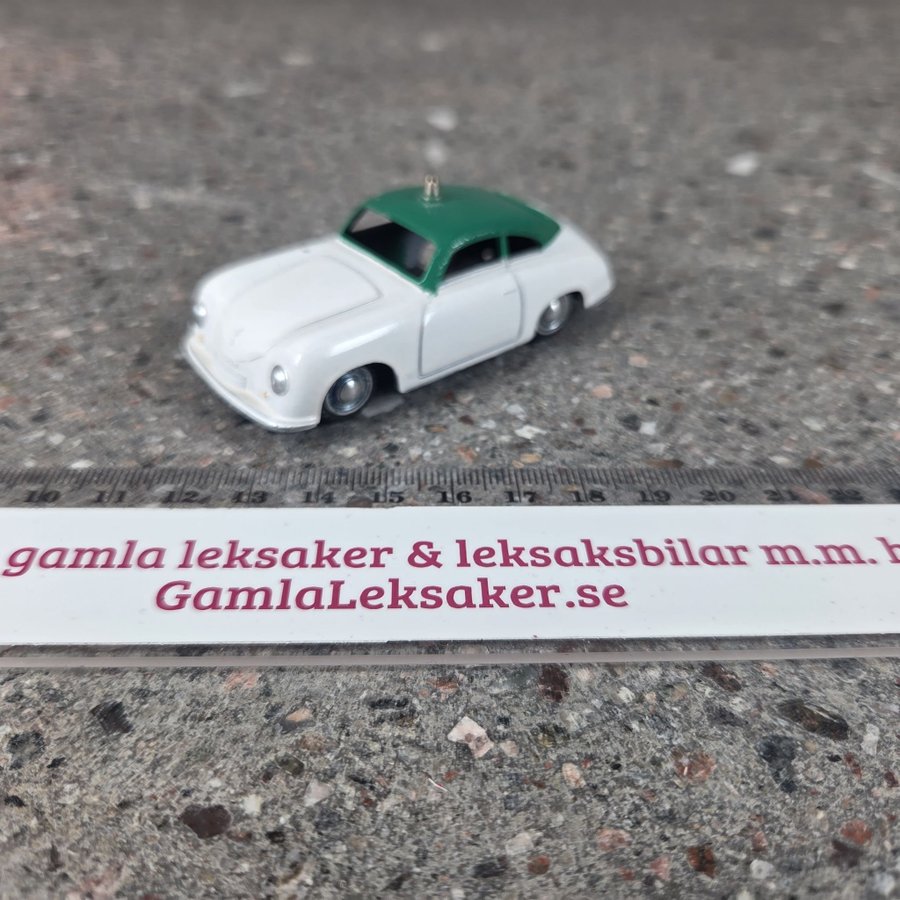 10 11 12 13 14 15 16 17 18 19 20 21 22
gamla leksaker & leksaksbilar m.m. h
GamlaLeksaker.se